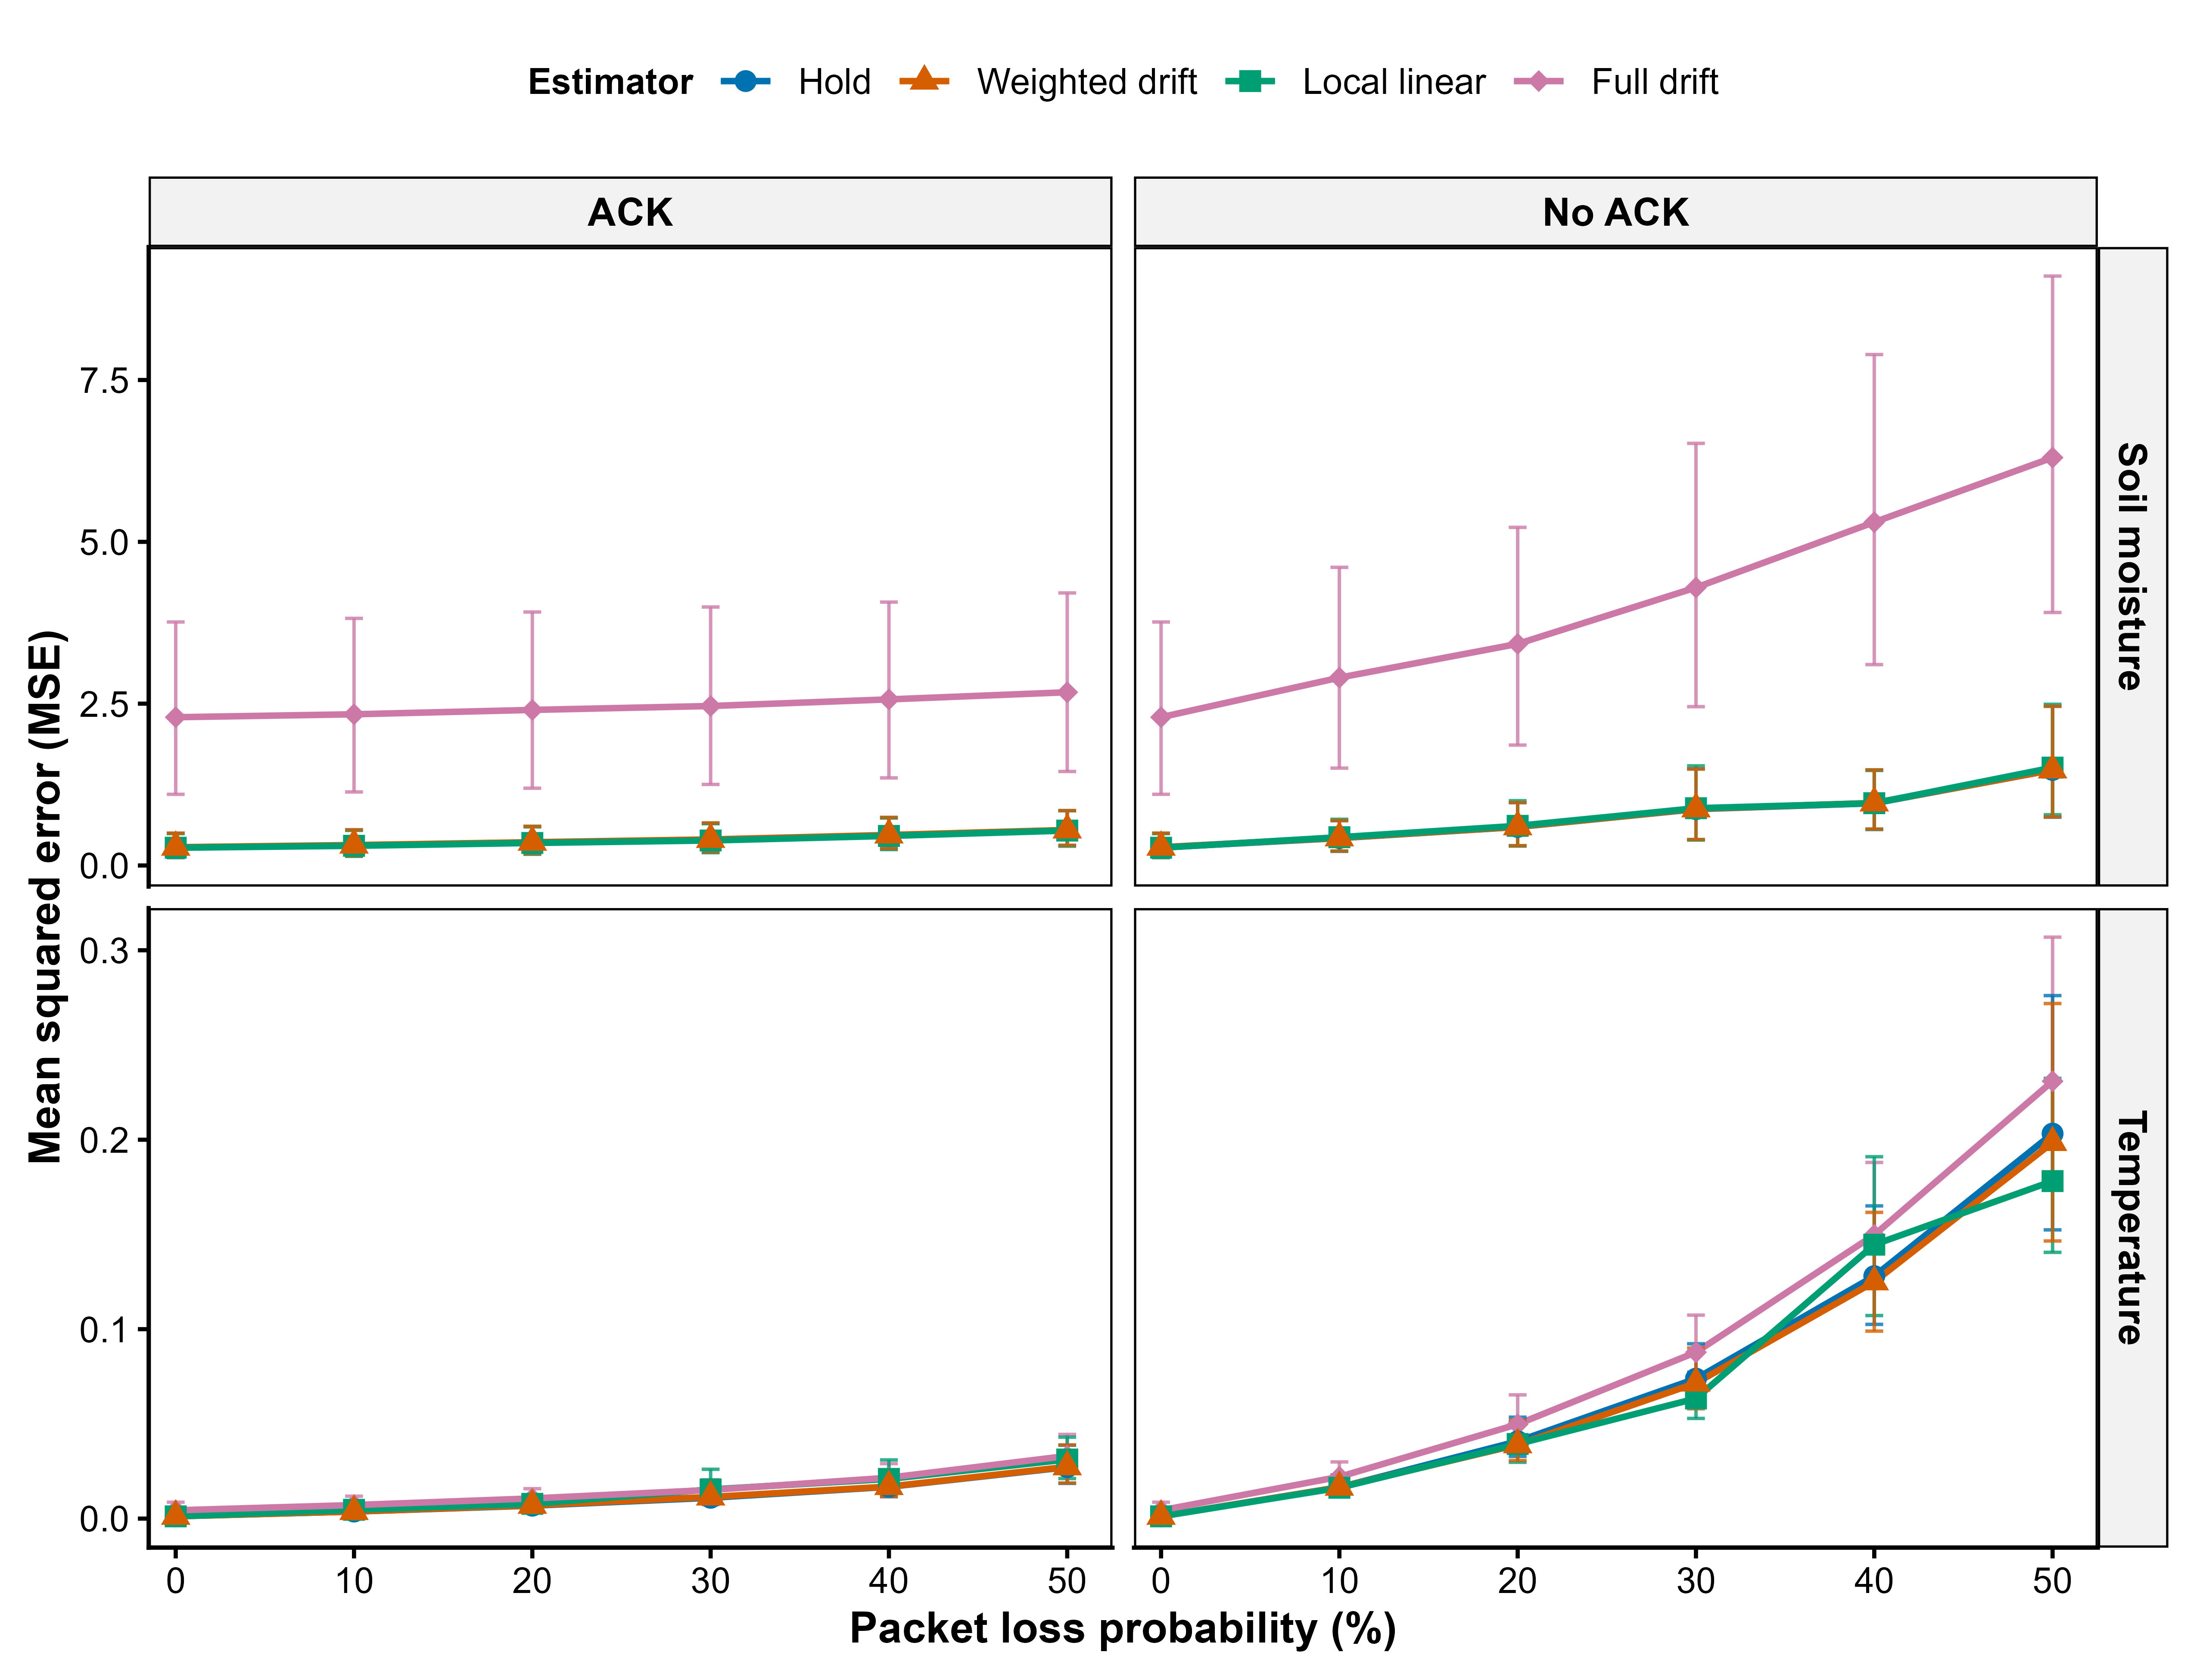 Estimator Hold Weighted drift Local linear Full drift
ACK
No ACK
Mean squared error (MSE)
7.5
5.0
2.5
0.0
Soil moisture
0.3
0.2
0.1
0.0
Temperature
0 10 20 30 40 50
0 10 20 30 40 50
Packet loss probability (%)